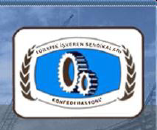 TÜRKİYE İŞVEREN SENDİKALARI
KONFEDERASYONU